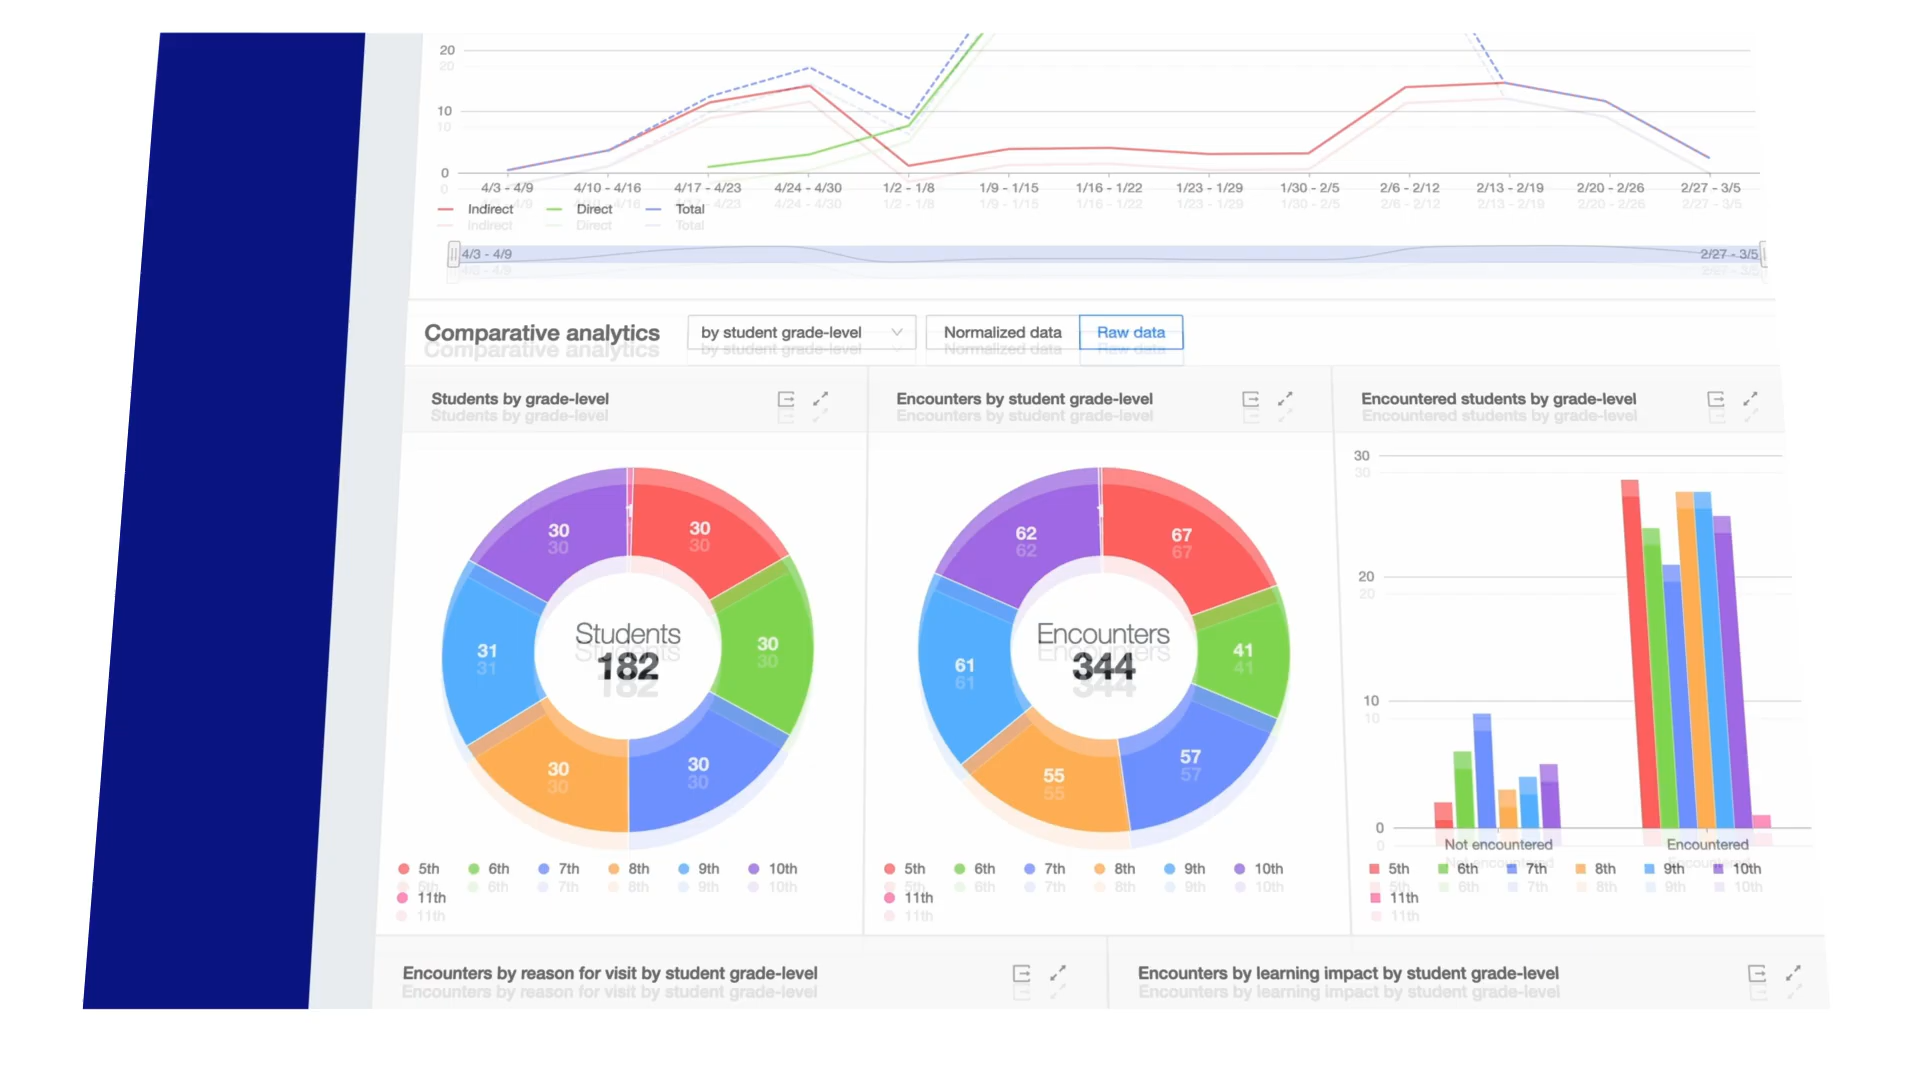 20
10
0
4/3 - 4/9 4/10 - 4/16 4/17 - 4/23 4/24 - 4/30 1/2 - 1/8 1/9 - 1/15 1/16 - 1/22 1/23 - 1/29 1/30 - 2/5 2/6 - 2/12 2/13 - 2/19 2/20 - 2/26 2/27 - 3/5
Indirect Direct Total
4/3 - 4/9 2/27 - 3/5
Comparative analytics by student grade-level Normalized data Raw data
Students by grade-level
30
30
30
30
31
30
1
Students
182
5th 6th 7th 8th 9th 10th
11th
Encounters by student grade-level
67
41
57
55
61
62
1
Encounters
344
5th 6th 7th 8th 9th 10th
11th
Encountered students by grade-level
30
20
10
0
Not encountered Encountered
5th 6th 7th 8th 9th 10th
11th
Encounters by reason for visit by student grade-level
Encounters by learning impact by student grade-level